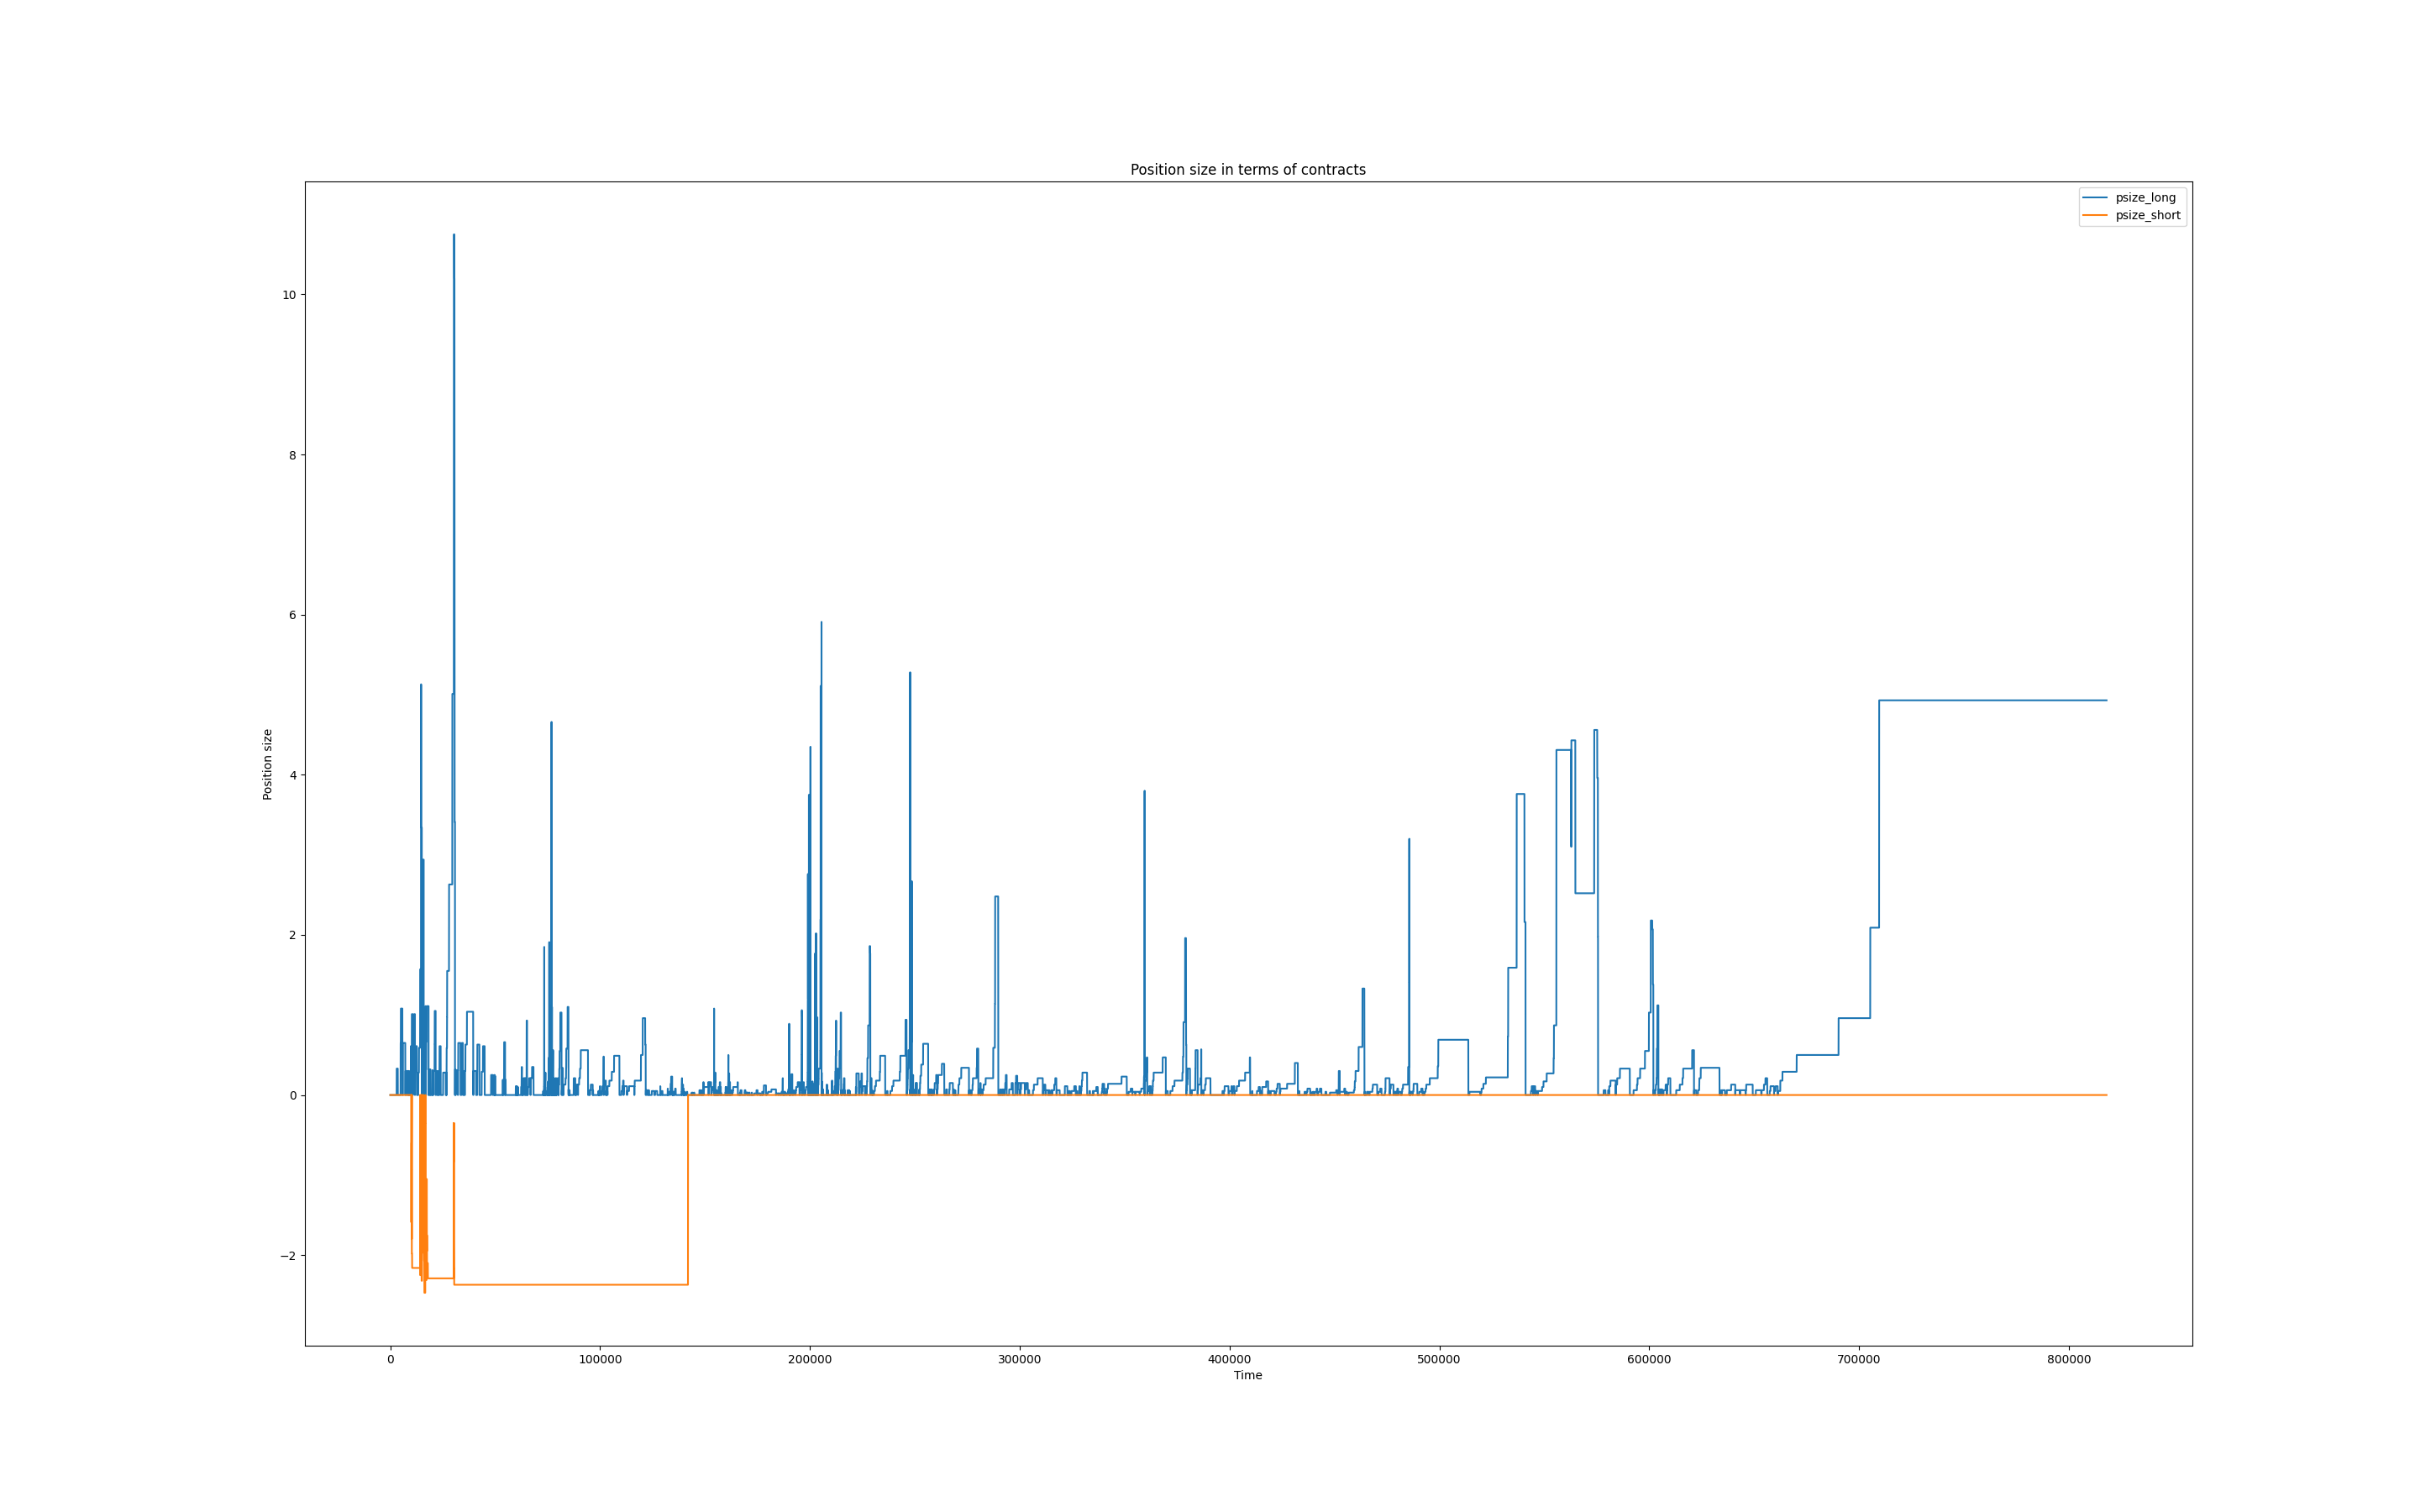 Position size in terms of contracts
psize_long
psize_short
10
8
6
4
2
0
−2
Position size
0 100000 200000 300000 400000 500000 600000 700000 800000
Time